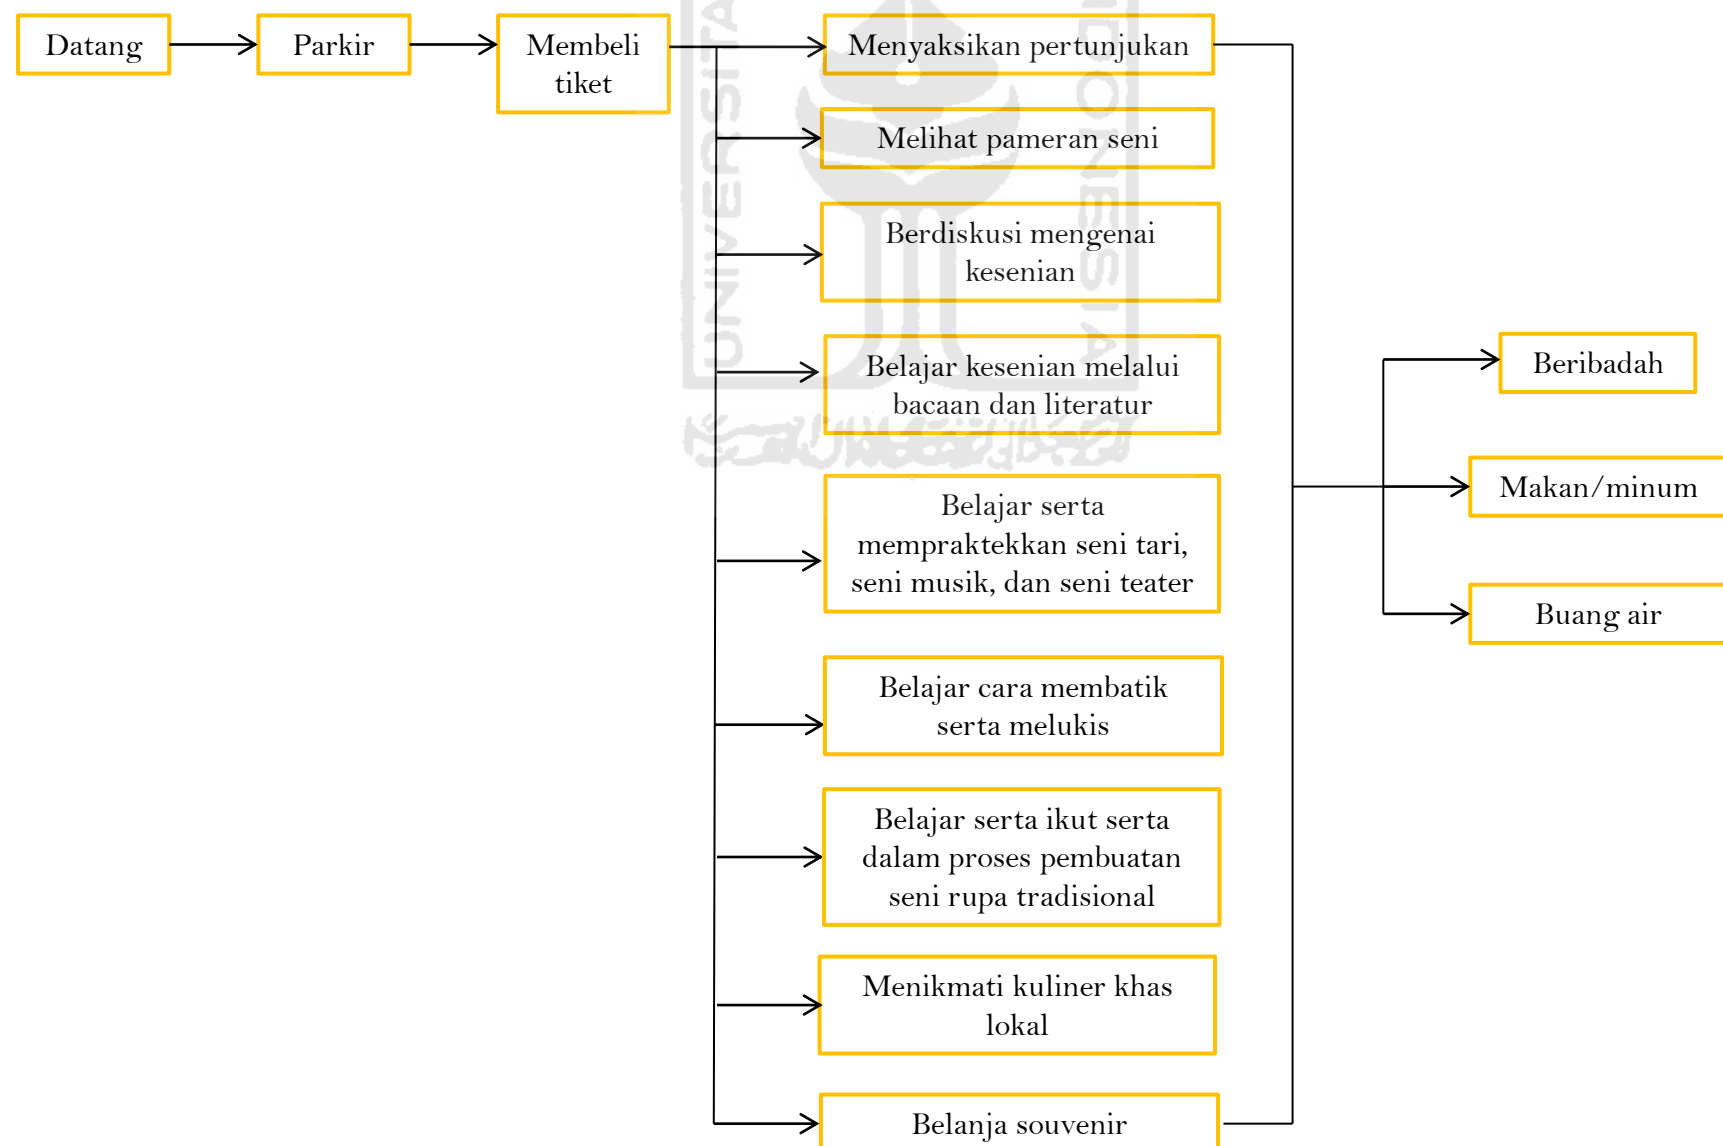 Datang
Parkir
Membeli
tiket
Menyaksikan pertunjukan
Melihat pameran seni
Berdiskusi mengenai
kesenian
Belajar kesenian melalui
bacaan dan literatur
Belajar serta
mempraktekkan seni tari,
seni musik, dan seni teater
Belajar cara membatik
serta melukis
Belajar serta ikut serta
dalam proses pembuatan
seni rupa tradisional
Menikmati kuliner khas
lokal
Belanja souvenir
Beribadah
Makan/minum
Buang air
UNIVERSITA
NDONESIA